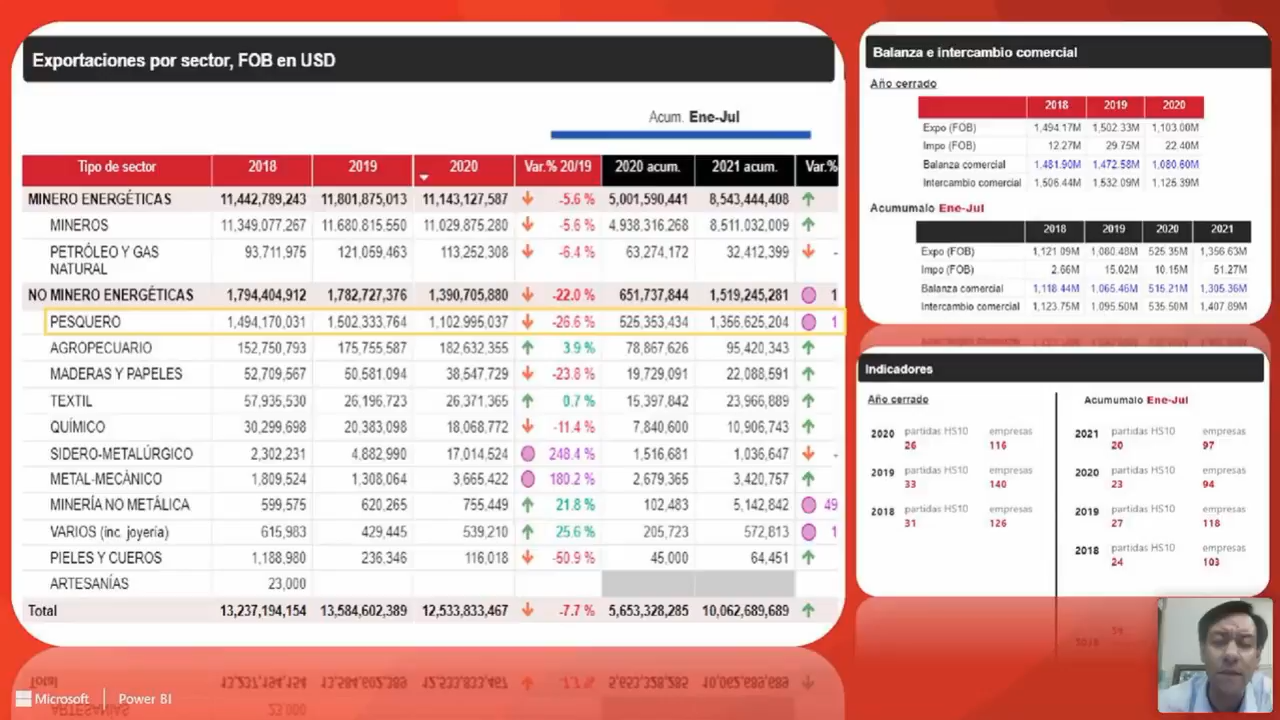 Exportaciones por sector, FOB en USD
Acum. Ene-Jul
Tipo de sector 2018 2019 2020 Var.% 20/19 2020 acum. 2021 acum. Var.%
MINERO ENERGÉTICAS 11,442,789,243 11,801,875,013 11,143,127,587 -5.6 % 5,001,590,441 8,543,444,408
MINEROS 11,349,077,267 11,680,815,550 11,029,875,280 -5.6 % 4,938,316,268 8,511,032,009
PETRÓLEO Y GAS NATURAL 93,711,975 121,059,463 113,252,308 -6.4 % 63,274,172 32,412,399 -
NO MINERO ENERGÉTICAS 1,794,404,912 1,782,727,376 1,390,705,880 -22.0 % 651,737,844 1,519,245,281 1
PESQUERO 1,494,170,031 1,502,333,764 1,102,995,037 -26.6 % 525,353,434 1,356,625,204 1
AGROPECUARIO 152,750,793 175,755,587 182,632,355 3.9 % 78,867,626 95,420,343
MADERAS Y PAPELES 52,709,567 50,581,094 38,547,729 -23.8 % 19,729,091 22,088,591
TEXTIL 57,935,530 26,196,723 26,371,365 0.7 % 15,397,842 23,966,889
QUÍMICO 30,299,698 20,383,098 18,068,772 -11.4 % 7,840,600 10,906,743
SIDERO-METALÚRGICO 2,302,231 4,882,990 17,014,524 248.4 % 1,516,681 1,036,647 -
METAL-MECÁNICO 1,809,524 1,308,064 3,665,422 180.2 % 2,679,365 3,420,757
MINERÍA NO METÁLICA 599,575 620,265 755,449 21.8 % 102,483 5,142,842 49
VARIOS (inc. joyería) 615,983 429,445 539,210 25.6 % 205,723 572,813 1
PIELES Y CUEROS 1,188,980 236,346 116,018 -50.9 % 45,000 64,451
ARTESANÍAS 23,000
Total 13,237,194,154 13,584,602,389 12,533,833,467 -7.7 % 5,653,328,285 10,062,689,689
Microsoft | Power BI
Balanza e intercambio comercial
Año cerrado
2018 2019 2020
Expo (FOB) 1,494.17M 1,502.33M 1,103.00M
Impo (FOB) 12.27M 29.75M 22.40M
Balanza comercial 1,481.90M 1,472.58M 1,080.60M
Intercambio comercial 1,506.44M 1,532.09M 1,125.39M
Acumumalo Ene-Jul
2018 2019 2020 2021
Expo (FOB) 1,121.09M 1,080.48M 525.35M 1,356.63M
Impo (FOB) 2.66M 15.02M 10.15M 51.27M
Balanza comercial 1,118.44M 1,065.46M 515.21M 1,305.36M
Intercambio comercial 1,123.75M 1,095.50M 535.50M 1,407.89M
Indicadores
Año cerrado
2020 partidas HS10 empresas
26 116
2019 partidas HS10 empresas
33 140
2018 partidas HS10 empresas
31 126
Acumumalo Ene-Jul
2021 partidas HS10 empresas
20 97
2020 partidas HS10 empresas
23 94
2019 partidas HS10 empresas
27 118
2018 partidas HS10 empresas
24 103